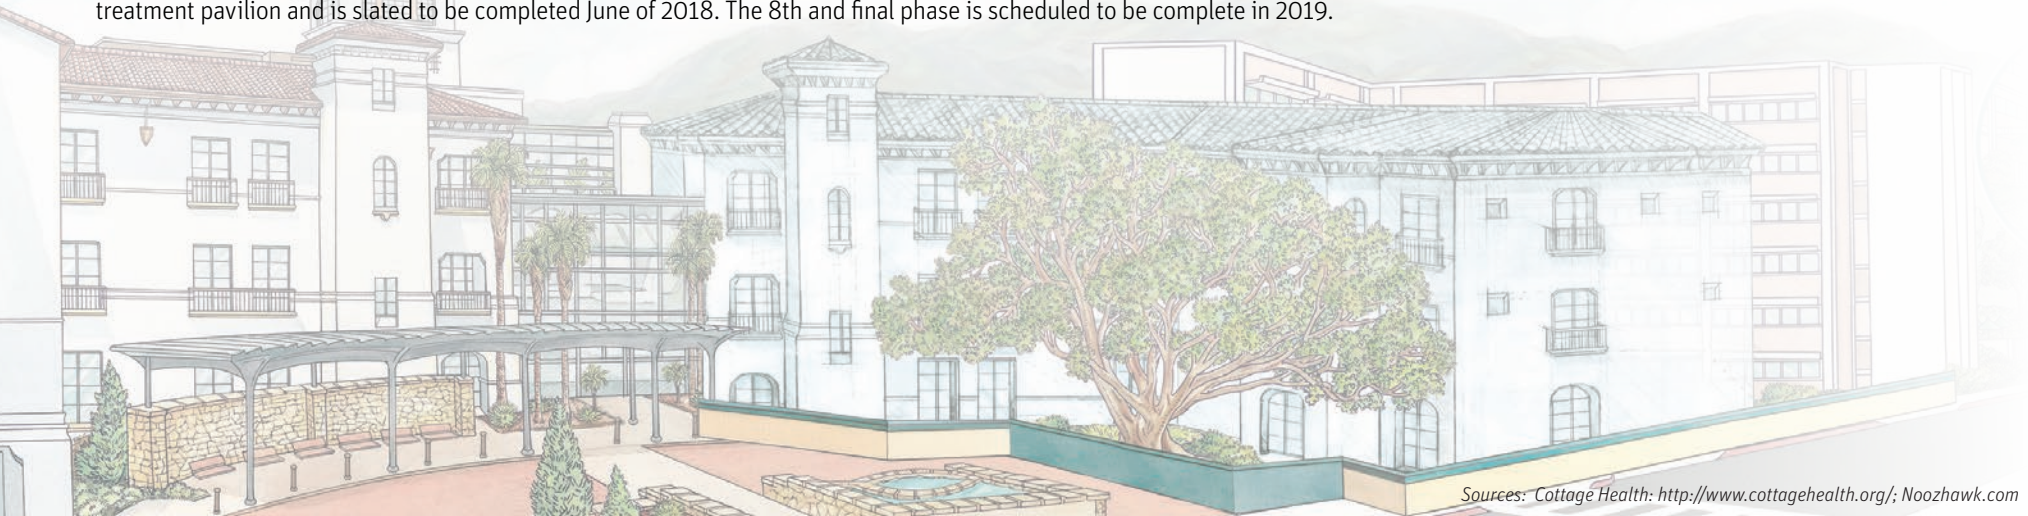 treatment pavilion and is slated to be completed June of 2018. The 8th and final phase is scheduled to be complete in 2019.
Sources: Cottage Health: http://www.cottagehealth.org/; Noozhawk.com